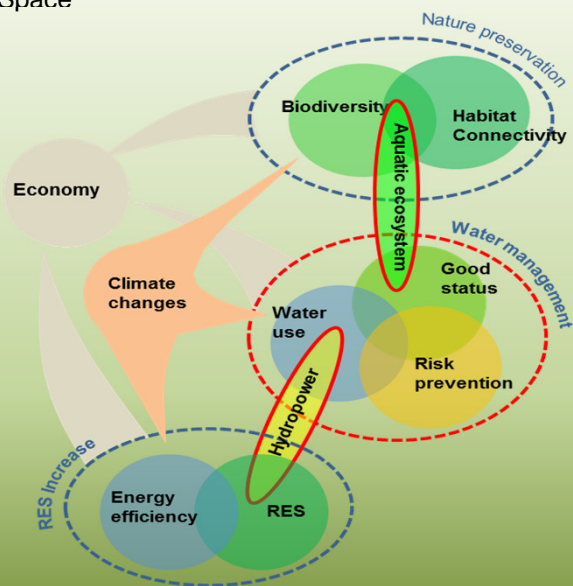 Space
Nature preservation
Biodiversity
Habitat
Connectivity
Aquatic ecosystem
Economy
Water management
Good
status
Climate
changes
Water
use
Risk
prevention
Hydropower
RES Increase
Energy
efficiency
RES